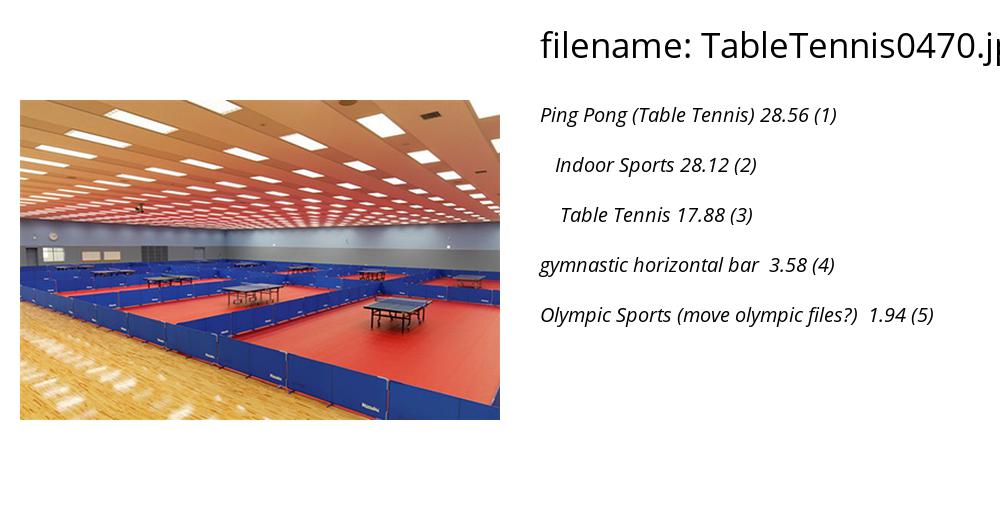 filename: TableTennis0470.jp
Ping Pong (Table Tennis) 28.56 (1)
Indoor Sports 28.12 (2)
Table Tennis 17.88 (3)
gymnastic horizontal bar 3.58 (4)
Olympic Sports (move olympic files?) 1.94 (5)